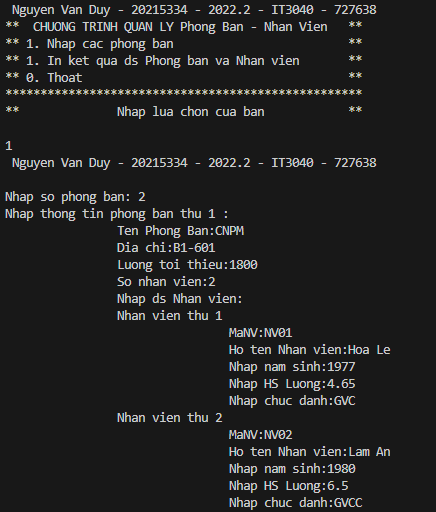 Nguyen Van Duy - 20215334 - 2022.2 - IT3040 - 727638
** CHUONG TRINH QUAN LY Phong Ban - Nhan Vien **
** 1. Nhap cac phong ban **
** 1. In ket qua ds Phong ban va Nhan vien **
** 0. Thoat **
***************************************************
** Nhap lua chon cua ban **
1
Nguyen Van Duy - 20215334 - 2022.2 - IT3040 - 727638
Nhap so phong ban: 2
Nhap thong tin phong ban thu 1 :
Ten Phong Ban:CNPM
Dia chi:B1-601
Luong toi thieu:1800
So nhan vien:2
Nhap ds Nhan vien:
Nhan vien thu 1
MaNV:NV01
Ho ten Nhan vien:Hoa Le
Nhap nam sinh:1977
Nhap HS Luong:4.65
Nhap chuc danh:GVC
Nhan vien thu 2
MaNV:NV02
Ho ten Nhan vien:Lam An
Nhap nam sinh:1980
Nhap HS Luong:6.5
Nhap chuc danh:GVCC